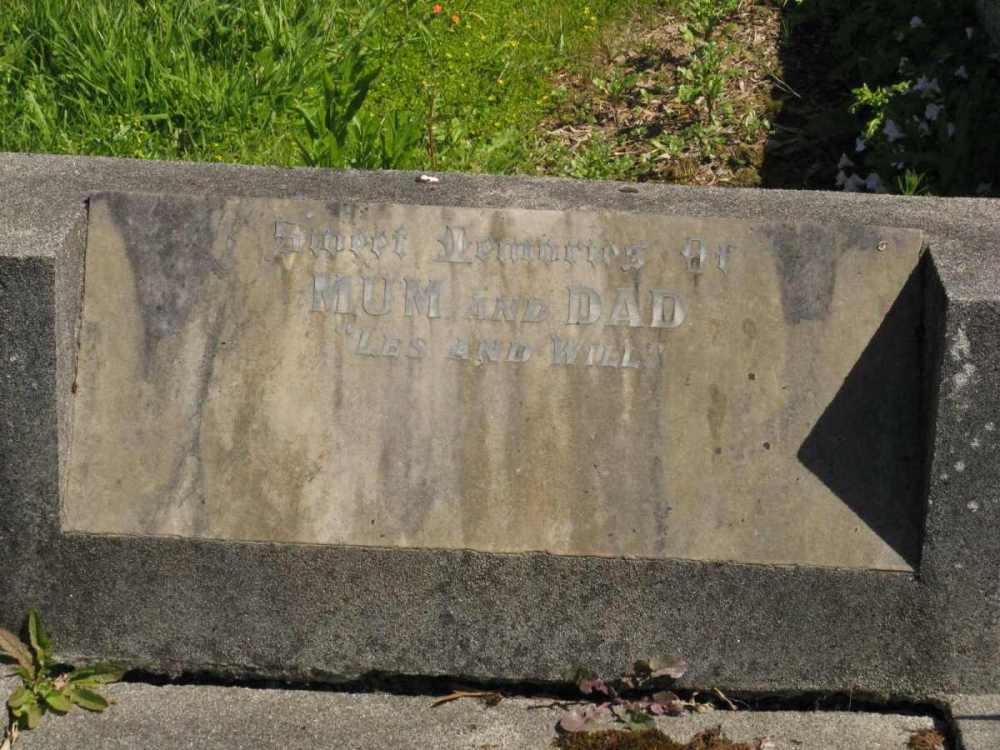 Sweet Memories Of
MUM AND DAD
"LES AND WILL"